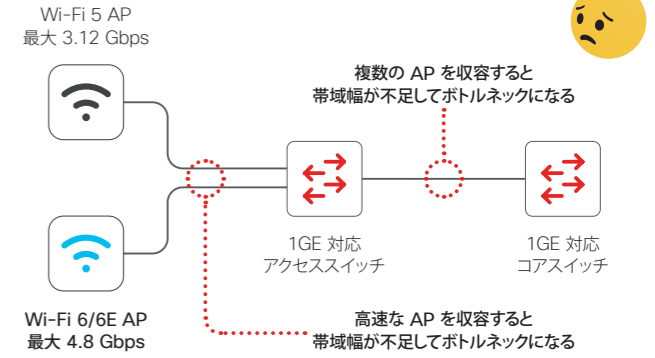 Wi-Fi 5 AP
最大 3.12 Gbps
複数の AP を収容すると
帯域幅が不足してボトルネックになる
1GE 対応
アクセススイッチ
1GE 対応
コアスイッチ
Wi-Fi 6/6E AP
最大 4.8 Gbps
高速な AP を収容すると
帯域幅が不足してボトルネックになる